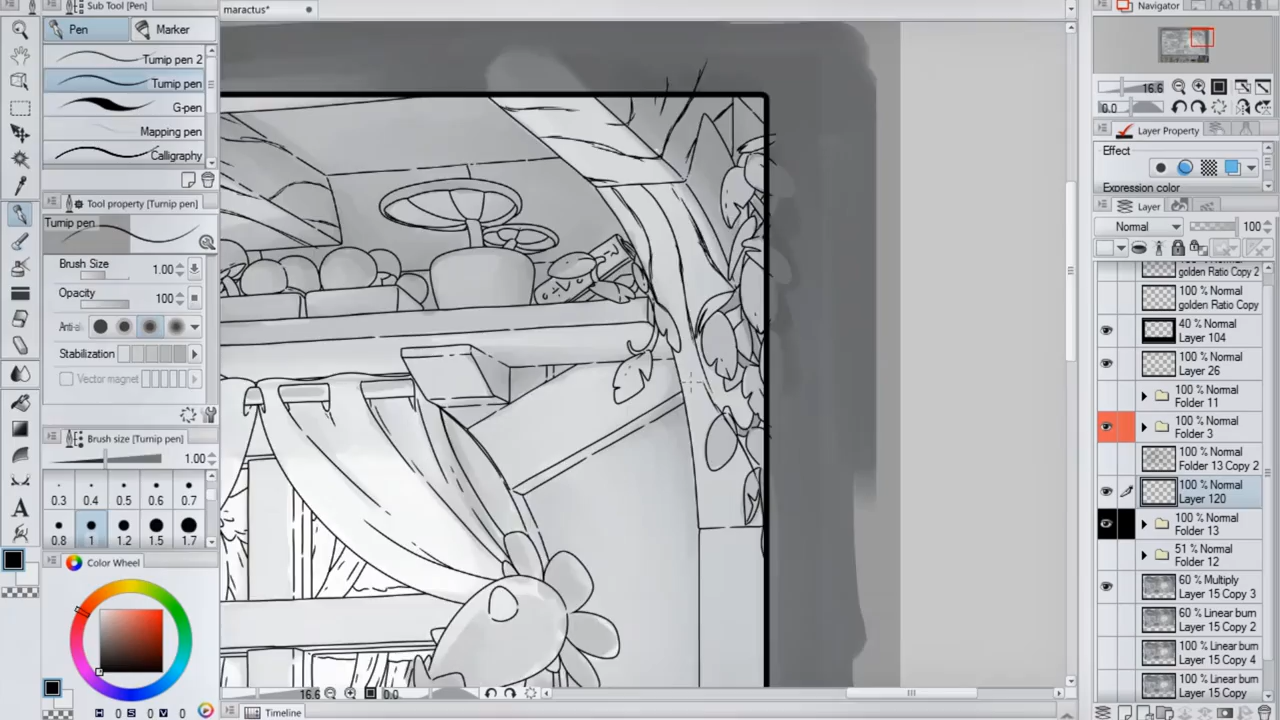 Sub Tool [Pen]
maractus*
Navigator
Pen
Marker
Turnip pen 2
Turnip pen
G-pen
Mapping pen
Calligraphy
16.6
0.0
Layer Property
Effect
Expression color
Tool property [Turnip pen]
Turnip pen
Brush Size 1.00
Opacity 100
Anti-al
Stabilization
Vector magnet
Layer
Normal 100
golden Ratio Copy 2
100 % Normal
golden Ratio Copy
40 % Normal
Layer 104
100 % Normal
Layer 26
100 % Normal
Folder 11
100 % Normal
Folder 3
100 % Normal
Folder 13 Copy 2
100 % Normal
Layer 120
100 % Normal
Folder 13
51 % Normal
Folder 12
60 % Multiply
Layer 15 Copy 3
60 % Linear burn
Layer 15 Copy 2
100 % Linear burn
Layer 15 Copy 4
100 % Linear burn
Layer 15 Copy
Brush size [Turnip pen]
1.00
0.3 0.4 0.5 0.6 0.7
0.8 1 1.2 1.5 1.7
Color Wheel
H 0 S 0 V 0
16.6 0.0
Timeline